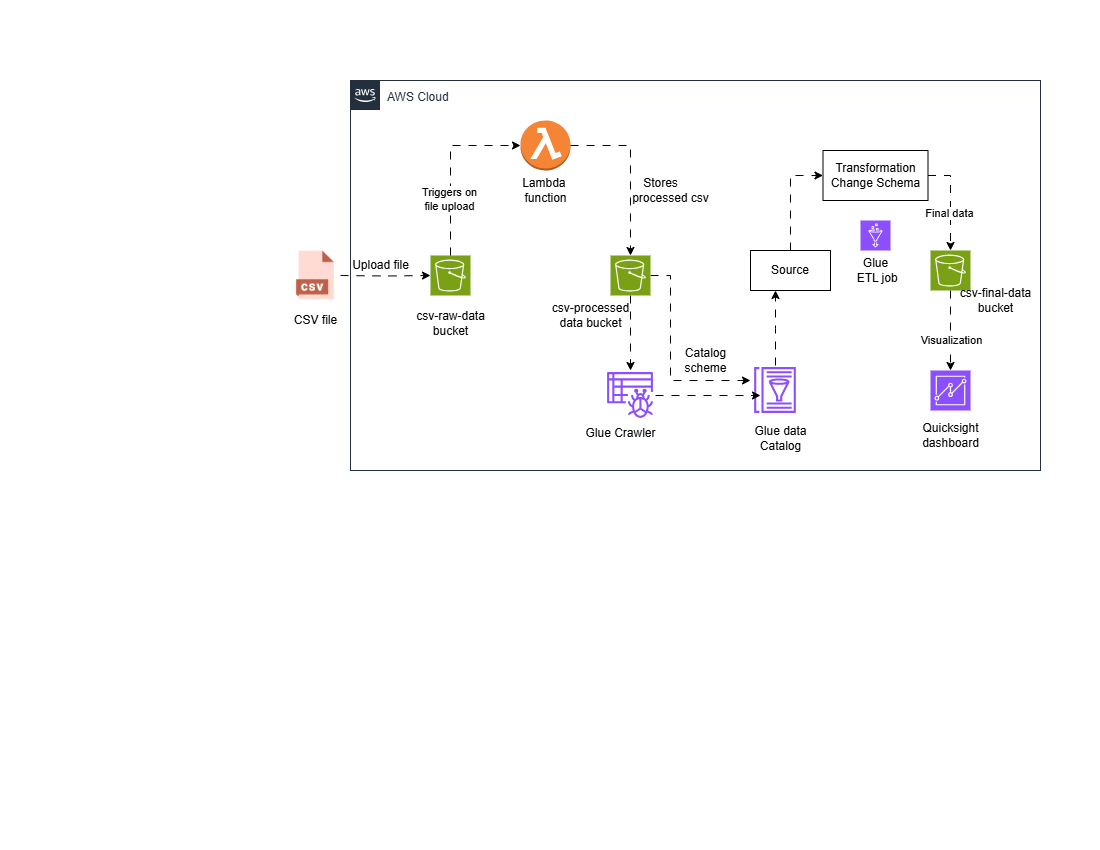 aws
AWS Cloud
Lambda
function
Triggers on
file upload
Stores
processed csv
Transformation
Change Schema
Final data
Upload file
CSV
CSV file
csv-raw-data
bucket
csv-processed
data bucket
Source
Glue
ETL job
csv-final-data
bucket
Catalog
scheme
Visualization
Glue Crawler
Glue data
Catalog
Quicksight
dashboard